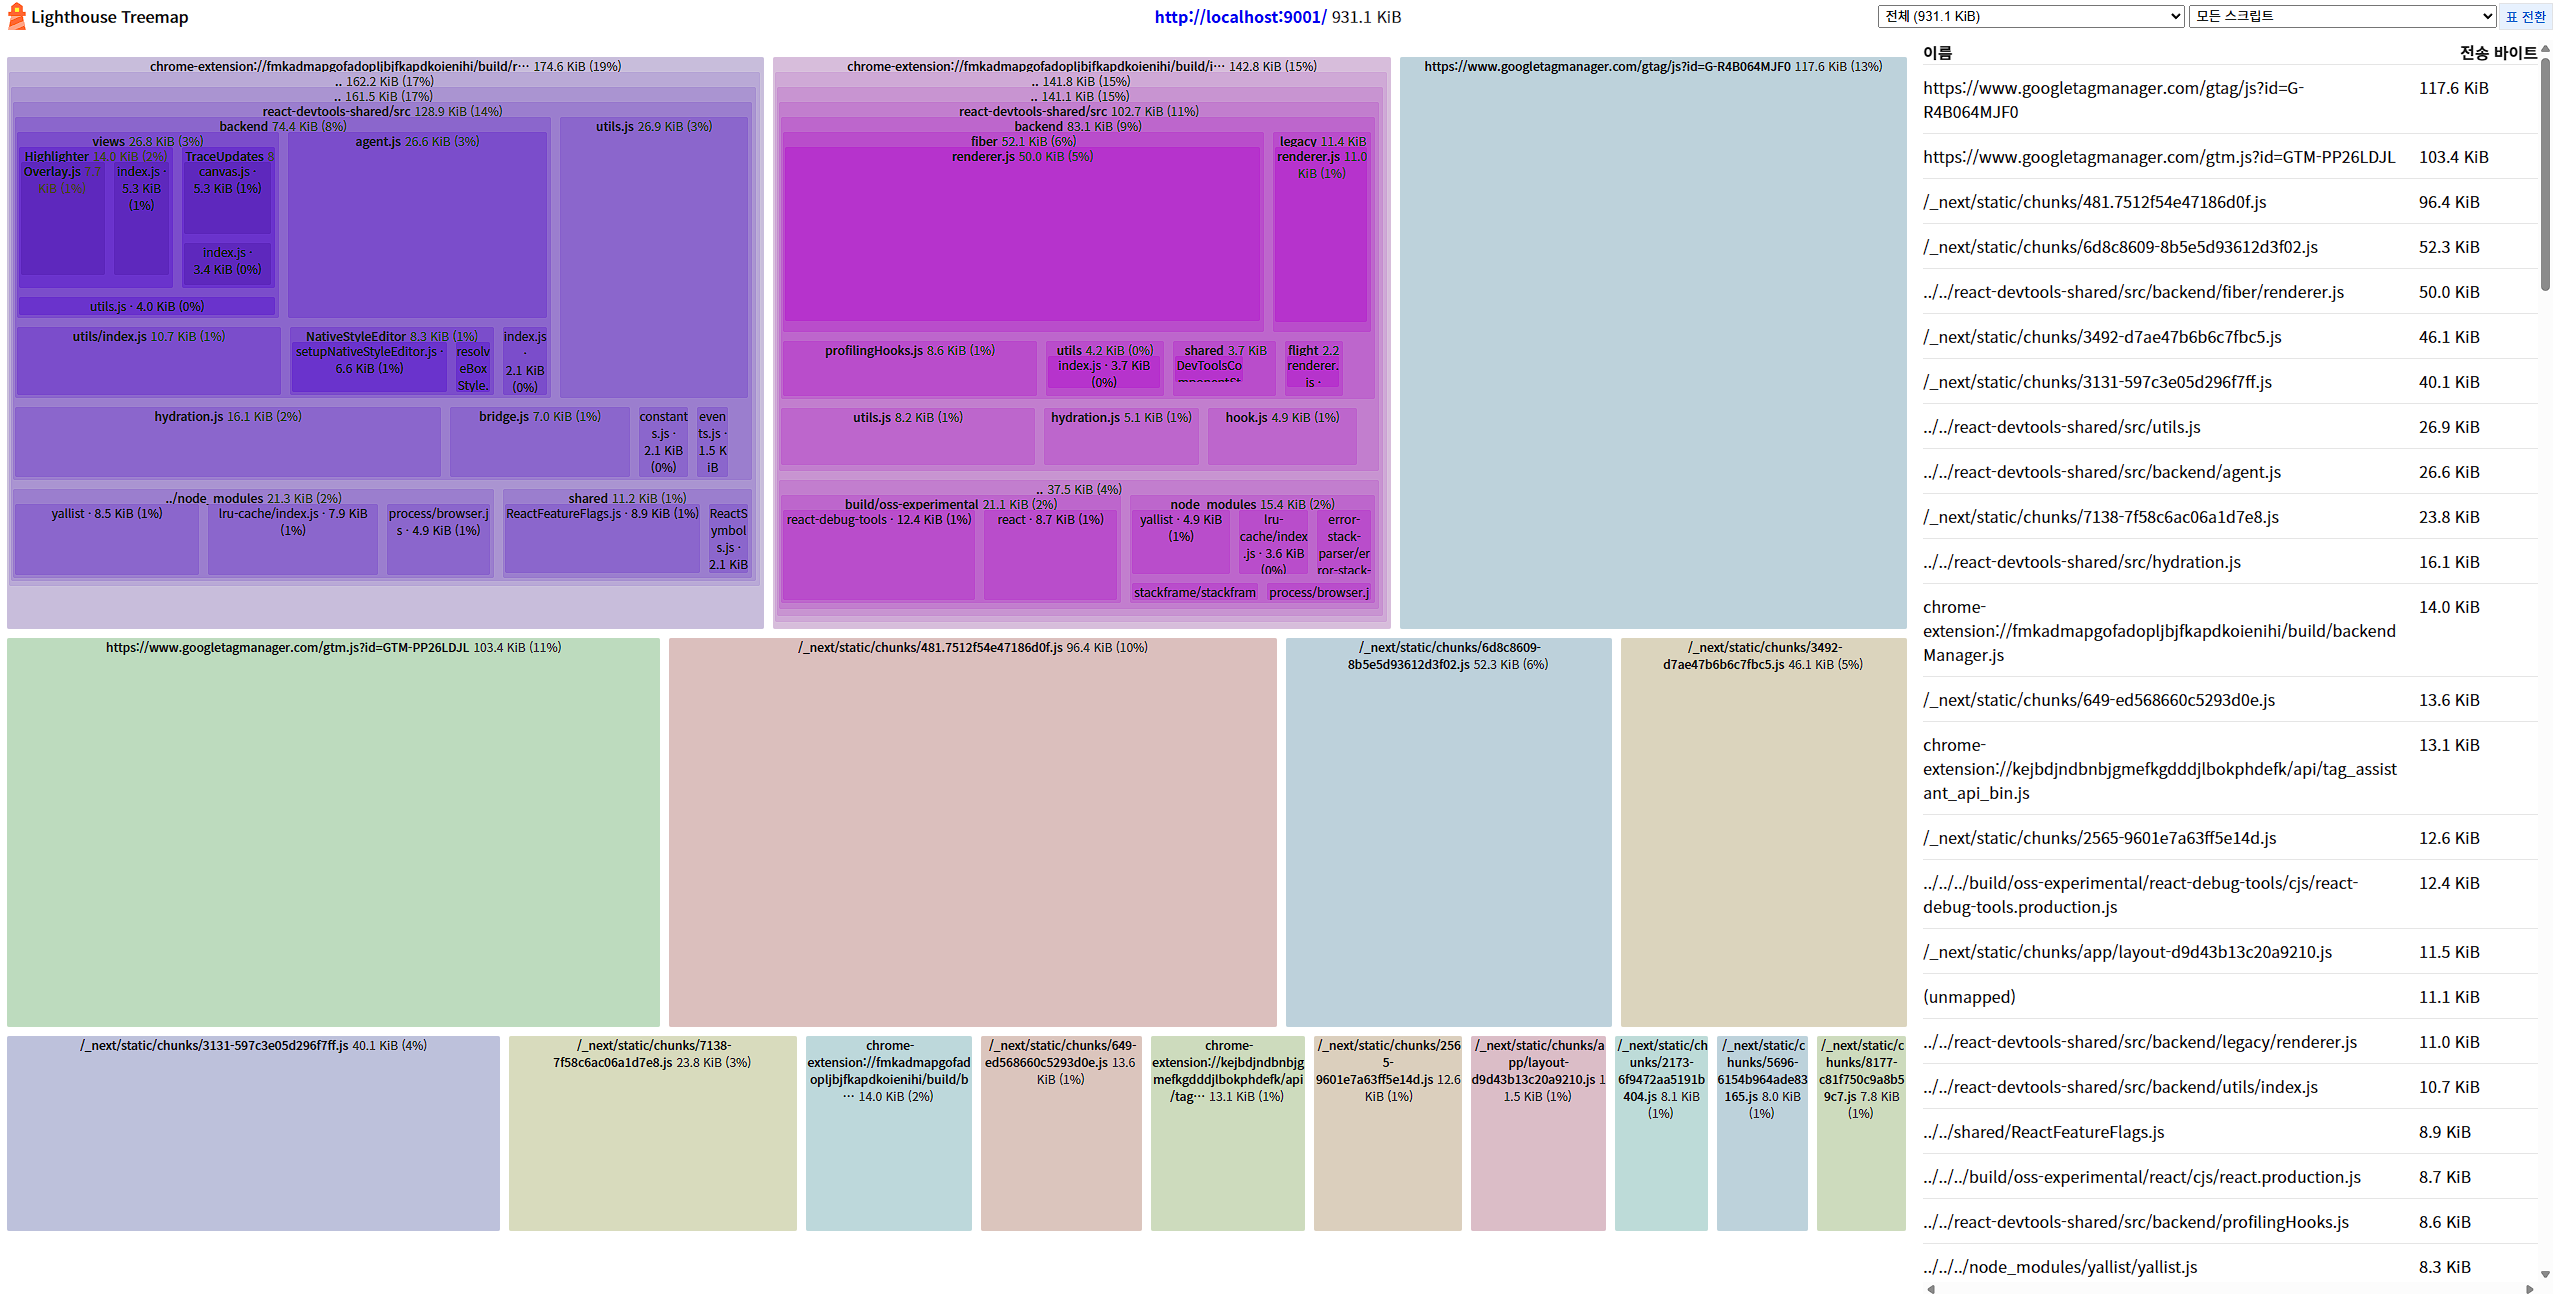 Lighthouse Treemap
http://localhost:9001/ 931.1 KiB
전체 (931.1 KiB)
모든 스크립트
표 전환
chrome-extension://fmkadmapgofadopljbjfkapdkoienihi/build/r… 174.6 KiB (19%)
.. 162.2 KiB (17%)
.. 161.5 KiB (17%)
react-devtools-shared/src 128.9 KiB (14%)
backend 74.4 KiB (8%)
views 26.8 KiB (3%)
Highlighter 14.0 KiB (2%)
Overlay.js
index.js ·
5.3 KiB
(1%)
TraceUpdates 8
canvas.js ·
5.3 KiB (1%)
index.js ·
3.4 KiB (0%)
utils.js · 4.0 KiB (0%)
agent.js 26.6 KiB (3%)
utils/index.js 10.7 KiB (1%)
NativeStyleEditor 8.3 KiB (1%)
setupNativeStyleEditor.js ·
6.6 KiB (1%)
resolv
eBox
Style.
index.js
·
2.1 KiB
(0%)
utils.js 26.9 KiB (3%)
hydration.js 16.1 KiB (2%)
bridge.js 7.0 KiB (1%)
constant
s.js ·
2.1 KiB
(0%)
even
ts.js ·
1.5 K
iB
../node_modules 21.3 KiB (2%)
yallist · 8.5 KiB (1%)
lru-cache/index.js · 7.9 KiB
(1%)
process/browser.j
s · 4.9 KiB (1%)
shared 11.2 KiB (1%)
ReactFeatureFlags.js · 8.9 KiB (1%)
ReactS
ymbol
s.js ·
2.1 KiB
chrome-extension://fmkadmapgofadopljbjfkapdkoienihi/build/i… 142.8 KiB (15%)
.. 141.8 KiB (15%)
.. 141.1 KiB (15%)
react-devtools-shared/src 102.7 KiB (11%)
backend 83.1 KiB (9%)
fiber 52.1 KiB (6%)
renderer.js 50.0 KiB (5%)
legacy 11.4 KiB
renderer.js 11.0
KiB (1%)
profilingHooks.js 8.6 KiB (1%)
utils 4.2 KiB (0%)
index.js · 3.7 KiB
(0%)
shared 3.7 KiB
DevToolsCo
mponentSt
flight 2.2
renderer.
js ·
utils.js 8.2 KiB (1%)
hydration.js 5.1 KiB (1%)
hook.js 4.9 KiB (1%)
.. 37.5 KiB (4%)
build/oss-experimental 21.1 KiB (2%)
react-debug-tools · 12.4 KiB (1%)
react · 8.7 KiB (1%)
node_modules 15.4 KiB (2%)
yallist · 4.9 KiB
(1%)
lru-
cache/index
.js · 3.6 KiB
(0%)
error-
stack-
parser/er
ror-stack-
stackframe/stackfram
process/browser.j
https://www.googletagmanager.com/gtag/js?id=G-R4B064MJF0 117.6 KiB (13%)
https://www.googletagmanager.com/gtm.js?id=GTM-PP26LDJL 103.4 KiB (11%)
/_next/static/chunks/481.7512f54e47186d0f.js 96.4 KiB (10%)
/_next/static/chunks/6d8c8609-
8b5e5d93612d3f02.js 52.3 KiB (6%)
/_next/static/chunks/3492-
d7ae47b6b6c7fbc5.js 46.1 KiB (5%)
/_next/static/chunks/3131-597c3e05d296f7ff.js 40.1 KiB (4%)
/_next/static/chunks/7138-
7f58c6ac06a1d7e8.js 23.8 KiB (3%)
chrome-
extension://fmkadmapgofad
opljbjfkapdkoienihi/build/b
… 14.0 KiB (2%)
/_next/static/chunks/649-
ed568660c5293d0e.js 13.6
KiB (1%)
chrome-
extension://kejbdjndbnbjg
mefkgdddjlbokphdefk/api
/tag… 13.1 KiB (1%)
/_next/static/chunks/256
5-
9601e7a63ff5e14d.js 12.6
KiB (1%)
/_next/static/chunks/a
pp/layout-
d9d43b13c20a9210.js 1
1.5 KiB (1%)
/_next/static/ch
unks/2173-
6f9472aa5191b
404.js 8.1 KiB
(1%)
/_next/static/c
hunks/5696-
6154b964ade83
165.js 8.0 KiB
(1%)
/_next/static/c
hunks/8177-
c81f750c9a8b5
9c7.js 7.8 KiB
(1%)
이름 전송 바이트
https://www.googletagmanager.com/gtag/js?id=G- 117.6 KiB
R4B064MJF0
https://www.googletagmanager.com/gtm.js?id=GTM-PP26LDJL 103.4 KiB
/_next/static/chunks/481.7512f54e47186d0f.js 96.4 KiB
/_next/static/chunks/6d8c8609-8b5e5d93612d3f02.js 52.3 KiB
../../react-devtools-shared/src/backend/fiber/renderer.js 50.0 KiB
/_next/static/chunks/3492-d7ae47b6b6c7fbc5.js 46.1 KiB
/_next/static/chunks/3131-597c3e05d296f7ff.js 40.1 KiB
../../react-devtools-shared/src/utils.js 26.9 KiB
../../react-devtools-shared/src/backend/agent.js 26.6 KiB
/_next/static/chunks/7138-7f58c6ac06a1d7e8.js 23.8 KiB
../../react-devtools-shared/src/hydration.js 16.1 KiB
chrome- 14.0 KiB
extension://fmkadmapgofadopljbjfkapdkoienihi/build/backend
Manager.js
/_next/static/chunks/649-ed568660c5293d0e.js 13.6 KiB
chrome- 13.1 KiB
extension://kejbdjndbnbjgmefkgdddjlbokphdefk/api/tag_assist
ant_api_bin.js
/_next/static/chunks/2565-9601e7a63ff5e14d.js 12.6 KiB
../../../build/oss-experimental/react-debug-tools/cjs/react- 12.4 KiB
debug-tools.production.js
/_next/static/chunks/app/layout-d9d43b13c20a9210.js 11.5 KiB
(unmapped) 11.1 KiB
../../react-devtools-shared/src/backend/legacy/renderer.js 11.0 KiB
../../react-devtools-shared/src/backend/utils/index.js 10.7 KiB
../../shared/ReactFeatureFlags.js 8.9 KiB
../../../build/oss-experimental/react/cjs/react.production.js 8.7 KiB
../../react-devtools-shared/src/backend/profilingHooks.js 8.6 KiB
../../../node_modules/yallist/yallist.js 8.3 KiB